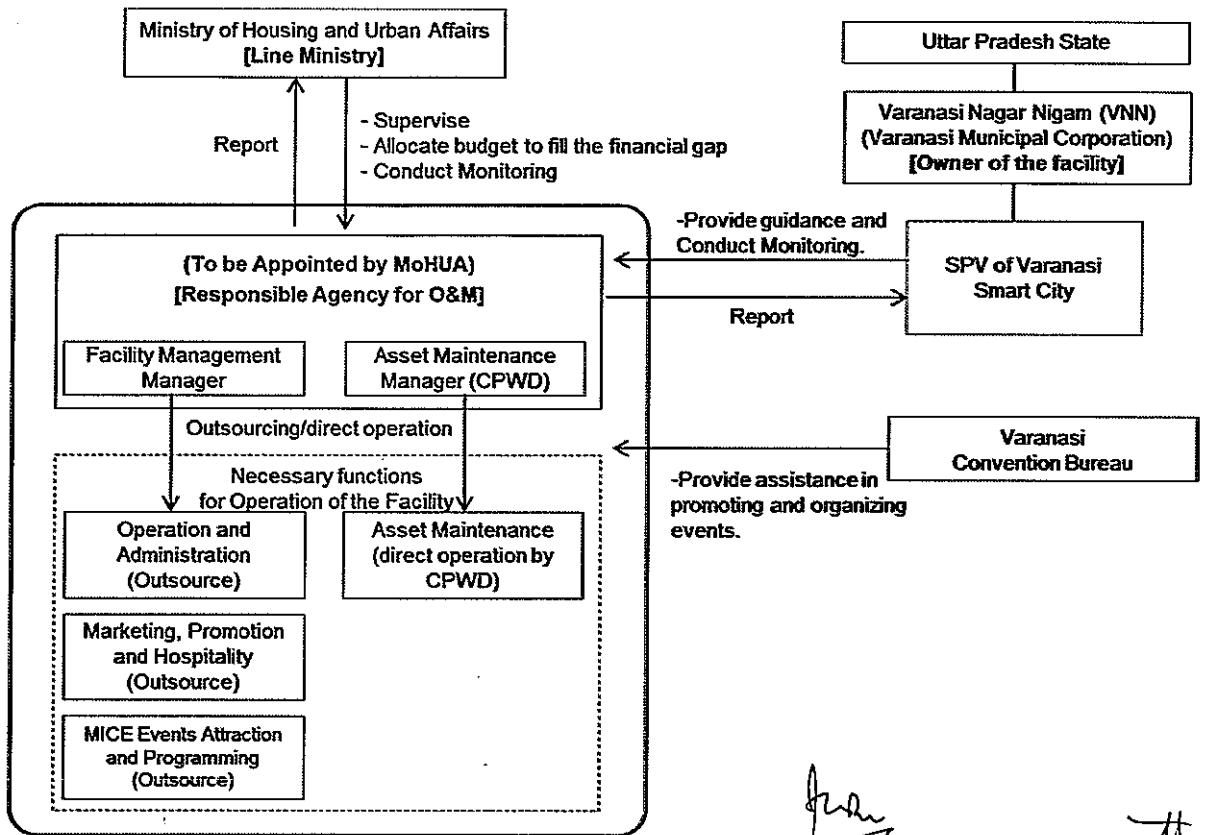 Ministry of Housing and Urban Affairs
[Line Ministry]
Uttar Pradesh State
Varanasi Nagar Nigam (VNN)
(Varanasi Municipal Corporation)
[Owner of the facility]
Report
- Supervise
- Allocate budget to fill the financial gap
- Conduct Monitoring
-Provide guidance and
Conduct Monitoring.
SPV of Varanasi
Smart City
Report
(To be Appointed by MoHUA)
[Responsible Agency for O&M]
Facility Management
Manager
Asset Maintenance
Manager (CPWD)
Outsourcing/direct operation
Varanasi
Convention Bureau
-Provide assistance in
promoting and organizing
events.
Necessary functions
for Operation of the Facility
Operation and
Administration
(Outsource)
Asset Maintenance
(direct operation by
CPWD)
Marketing, Promotion
and Hospitality
(Outsource)
MICE Events Attraction
and Programming
(Outsource)